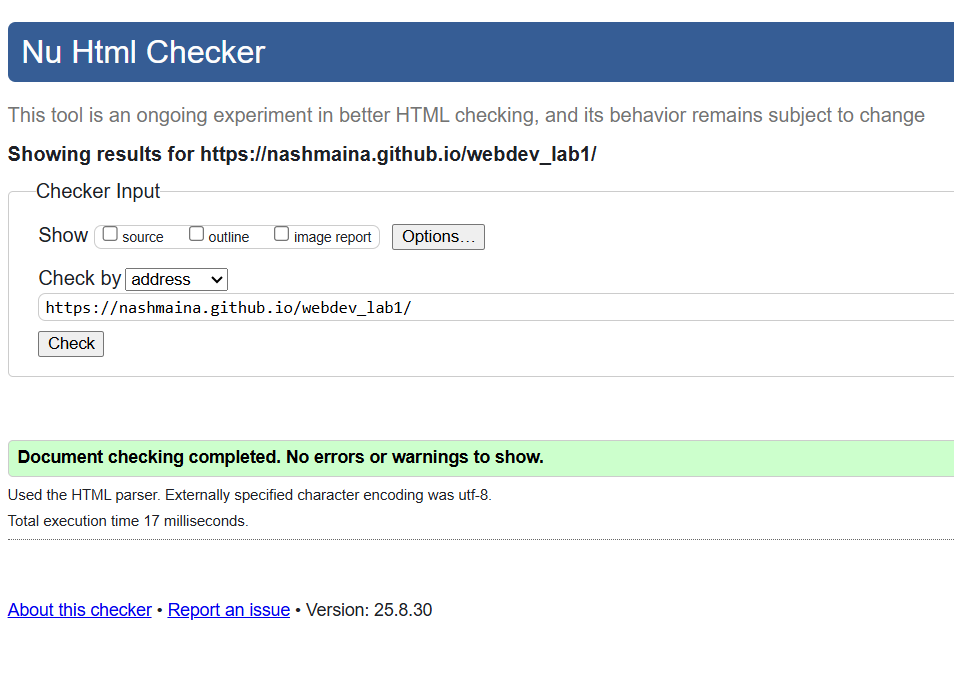 Nu Html Checker
This tool is an ongoing experiment in better HTML checking, and its behavior remains subject to change
Showing results for https://nashmaina.github.io/webdev_lab1/
Checker Input
Show source outline image report Options…
Check by address
https://nashmaina.github.io/webdev_lab1/
Check
Document checking completed. No errors or warnings to show.
Used the HTML parser. Externally specified character encoding was utf-8.
Total execution time 17 milliseconds.
About this checker • Report an issue • Version: 25.8.30